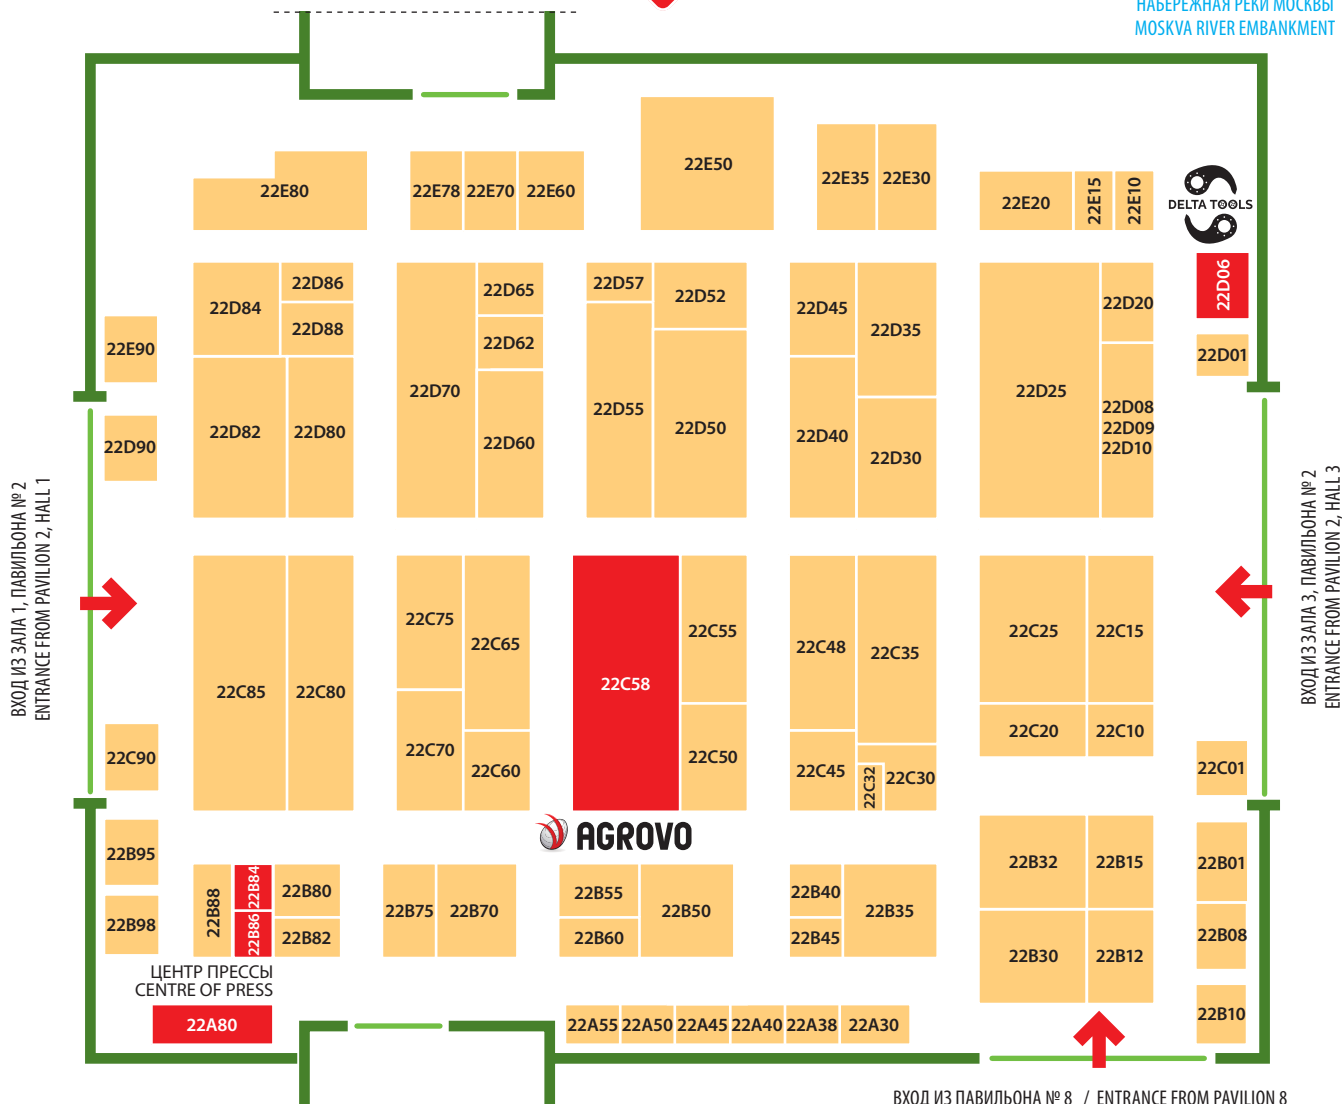 НАБЕРЕЖНАЯ РЕКИ МОСКВЫ
MOSKVA RIVER EMBANKMENT
22E80
22E78
22E70
22E60
22E50
22E35
22E30
22E20
22E15
22E10
DELTA TOOLS
22D06
22D01
22E90
22D90
22D84
22D86
22D88
22D82
22D80
22D70
22D65
22D62
22D60
22D57
22D52
22D55
22D50
22D45
22D35
22D40
22D30
22D25
22D20
22D08
22D09
22D10
ВХОД ИЗ ЗАЛА 1, ПАВИЛЬОНА № 2
ENTRANCE FROM PAVILION 2, HALL 1
ВХОД ИЗ ЗАЛА 3, ПАВИЛЬОНА № 2
ENTRANCE FROM PAVILION 2, HALL 3
22C85
22C80
22C75
22C65
22C70
22C60
22C58
22C55
22C50
22C48
22C35
22C45
22C32
22C30
22C25
22C15
22C20
22C10
22C90
22C01
AGROVO
22B95
22B98
22B88
22B84
22B86
22B80
22B82
22B75
22B70
22B55
22B60
22B50
22B40
22B45
22B35
22B32
22B15
22B30
22B12
22B01
22B08
22B10
ЦЕНТР ПРЕССЫ
CENTRE OF PRESS
22A80
22A55
22A50
22A45
22A40
22A38
22A30
ВХОД ИЗ ПАВИЛЬОНА № 8 / ENTRANCE FROM PAVILION 8